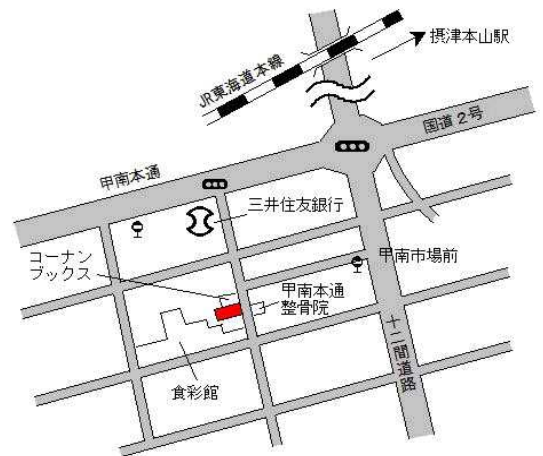 摂津本山駅
JR東海道本線
国道2号
甲南本通
三井住友銀行
コーナン
ブックス
甲南市場前
甲南本通
整骨院
十二間道路
食彩館